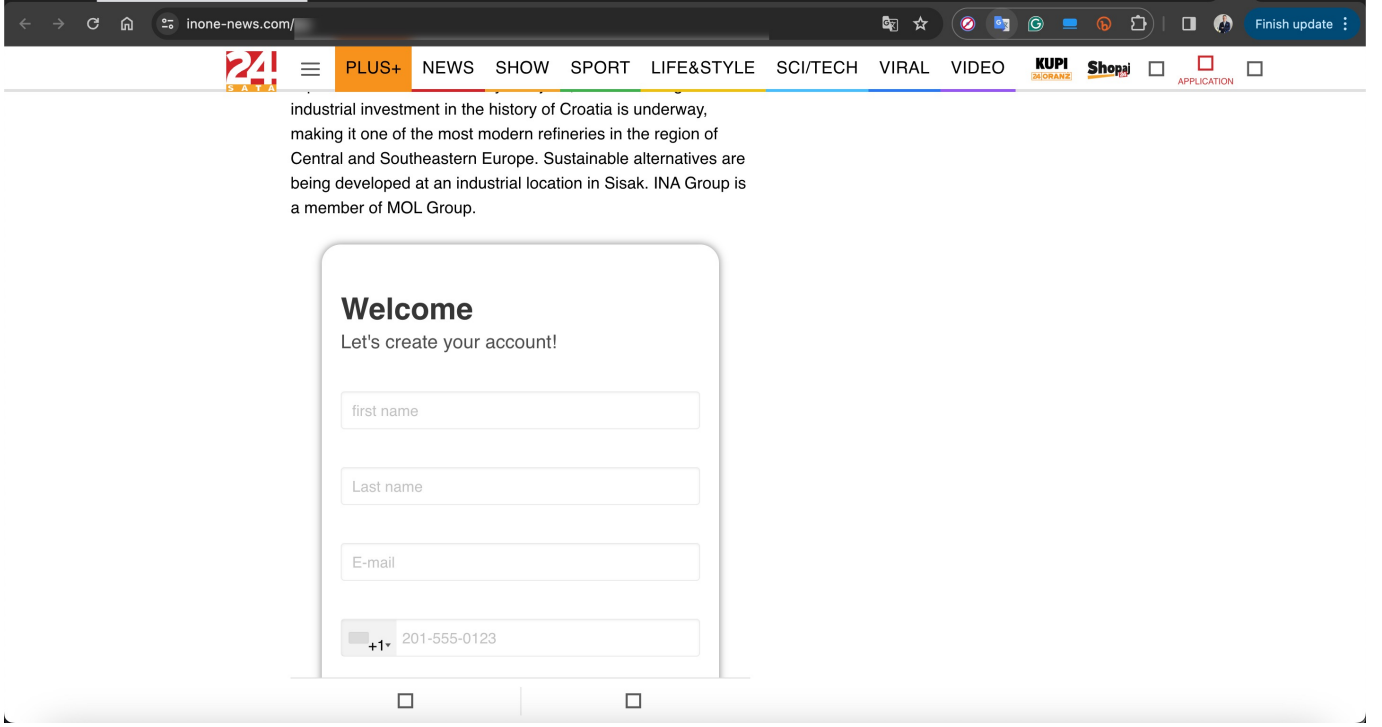 inone-news.com/
Finish update
24
SATA
PLUS+
NEWS
SHOW
SPORT
LIFE&STYLE
SCI/TECH
VIRAL
VIDEO
KUPI
24|ORANZ
Shopaj
APPLICATION
industrial investment in the history of Croatia is underway,
making it one of the most modern refineries in the region of
Central and Southeastern Europe. Sustainable alternatives are
being developed at an industrial location in Sisak. INA Group is
a member of MOL Group.
Welcome
Let's create your account!
first name
Last name
E-mail
+1
201-555-0123